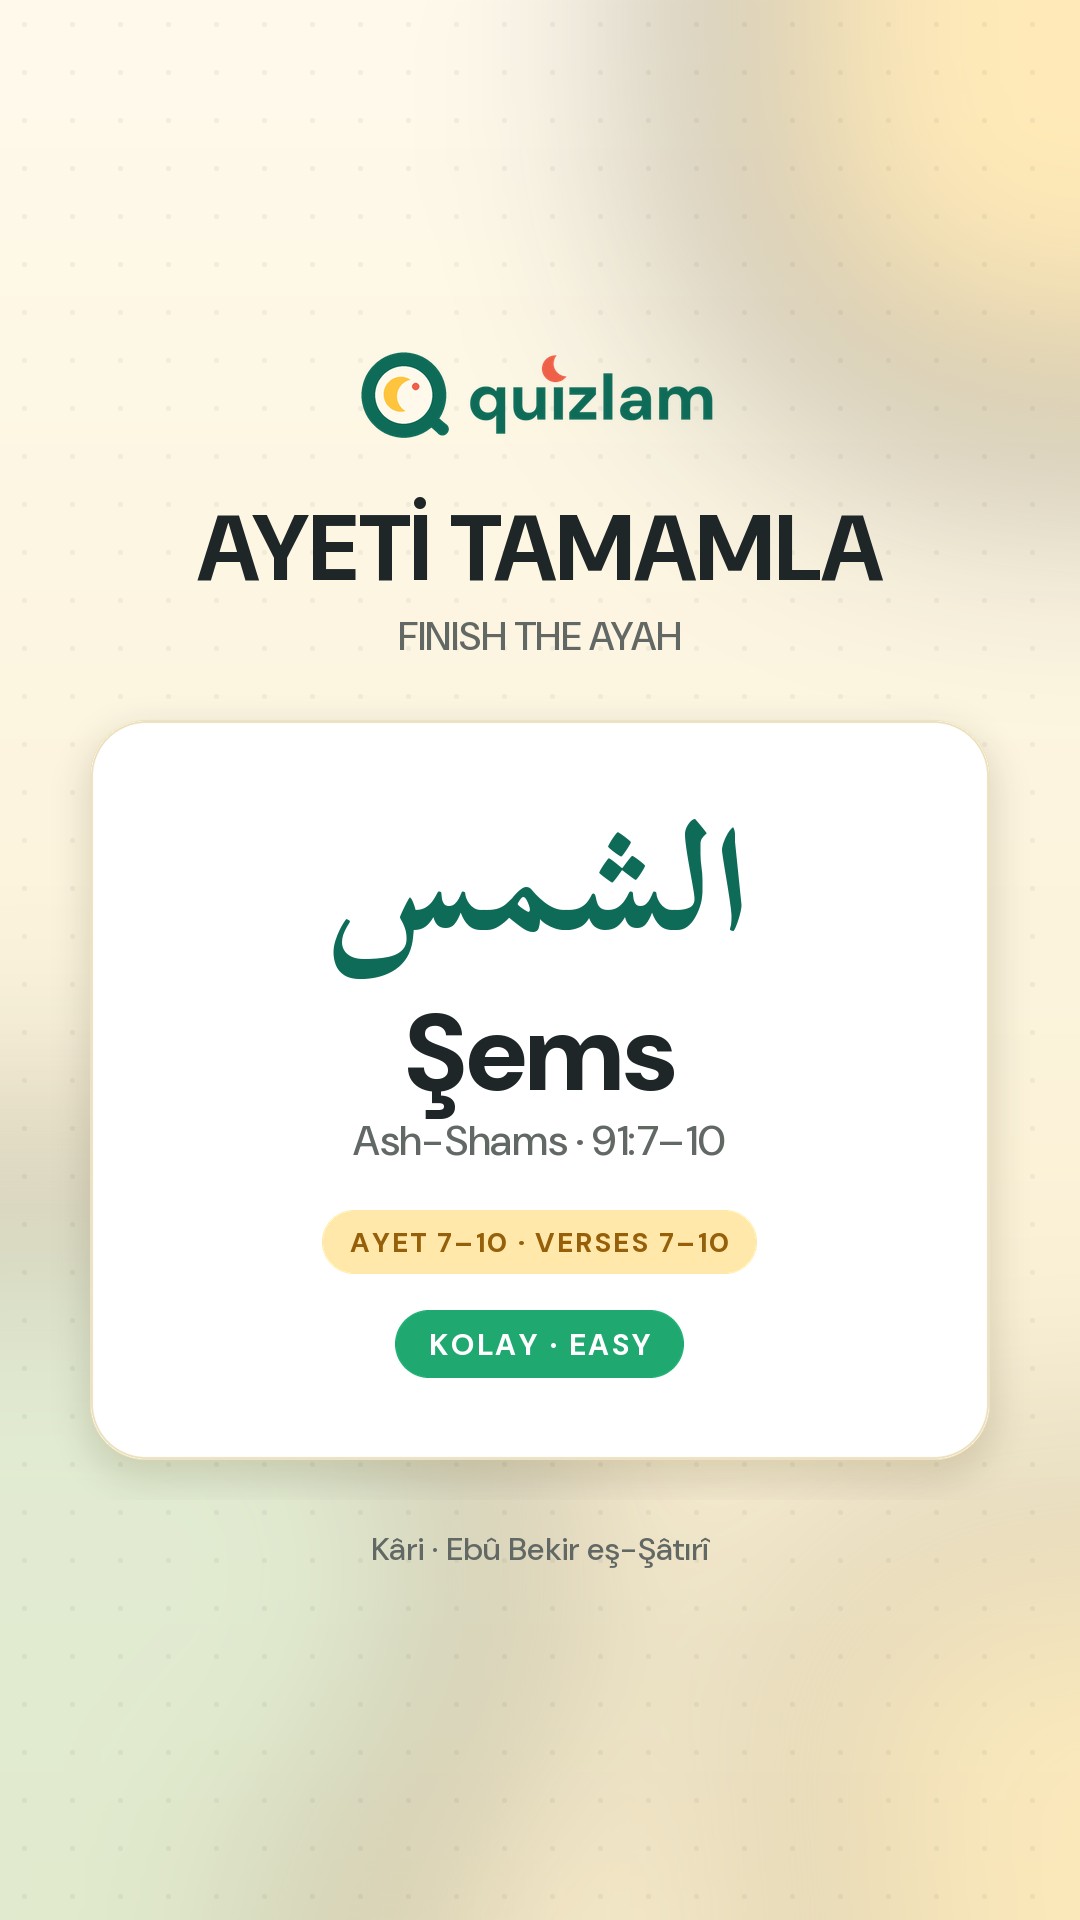 quizlam
AYETİ TAMAMLA
FINISH THE AYAH
الشمس
Şems
Ash-Shams · 91:7–10
AYET 7–10 · VERSES 7–10
KOLAY · EASY
Kâri · Ebû Bekir eş-Şâtırî